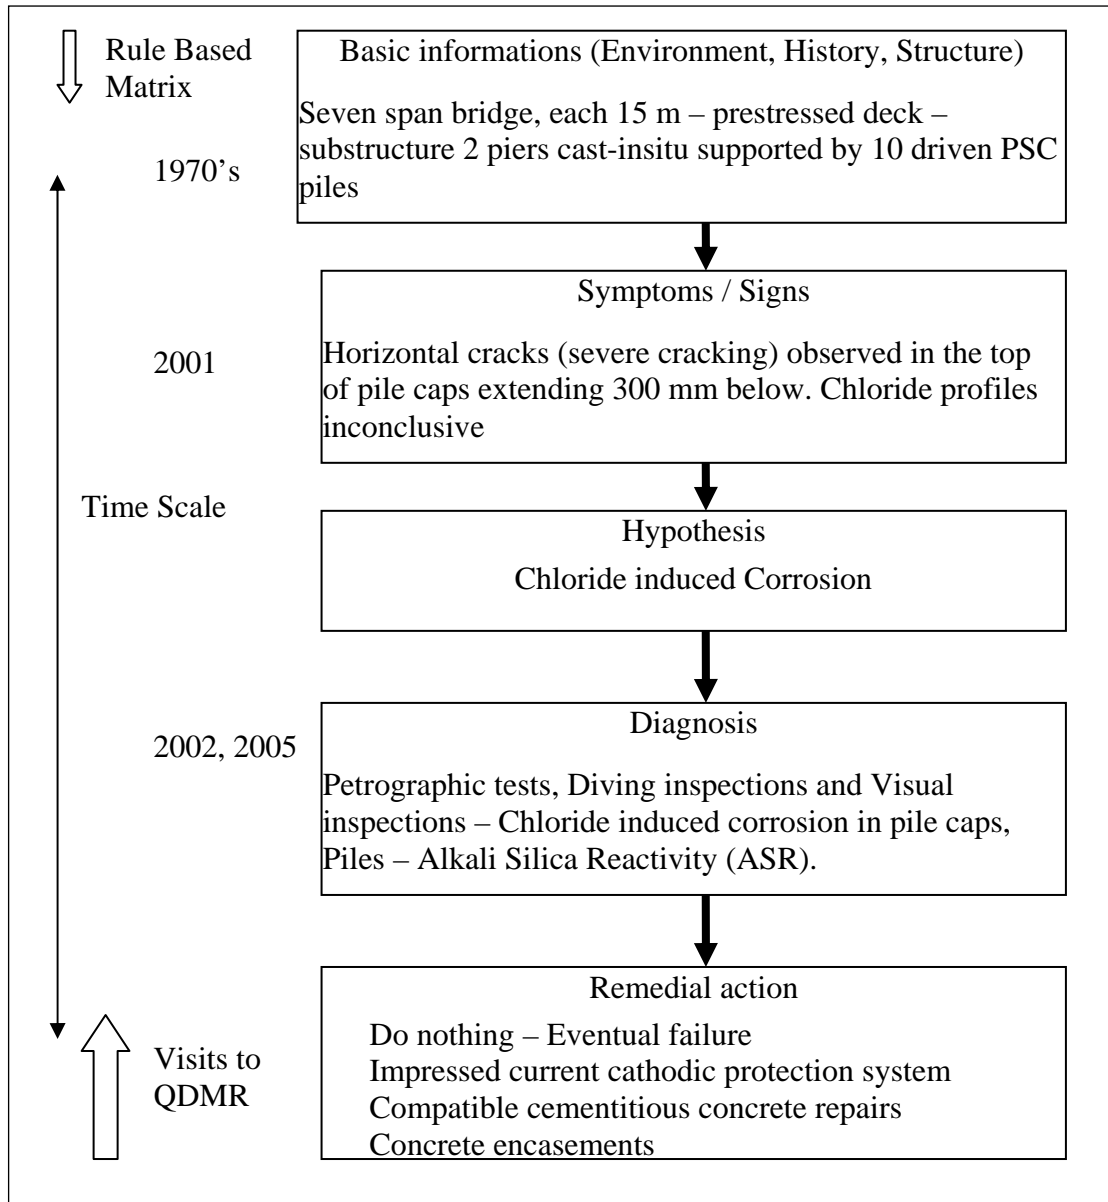 Rule Based
Matrix
Basic informations (Environment, History, Structure)
Seven span bridge, each 15 m – prestressed deck –
substructure 2 piers cast-insitu supported by 10 driven PSC
piles
1970’s
Symptoms / Signs
2001
Horizontal cracks (severe cracking) observed in the top
of pile caps extending 300 mm below. Chloride profiles
inconclusive
Time Scale
Hypothesis
Chloride induced Corrosion
Diagnosis
2002, 2005
Petrographic tests, Diving inspections and Visual
inspections – Chloride induced corrosion in pile caps,
Piles – Alkali Silica Reactivity (ASR).
Remedial action
Do nothing – Eventual failure
Impressed current cathodic protection system
Compatible cementitious concrete repairs
Concrete encasements
Visits to
QDMR